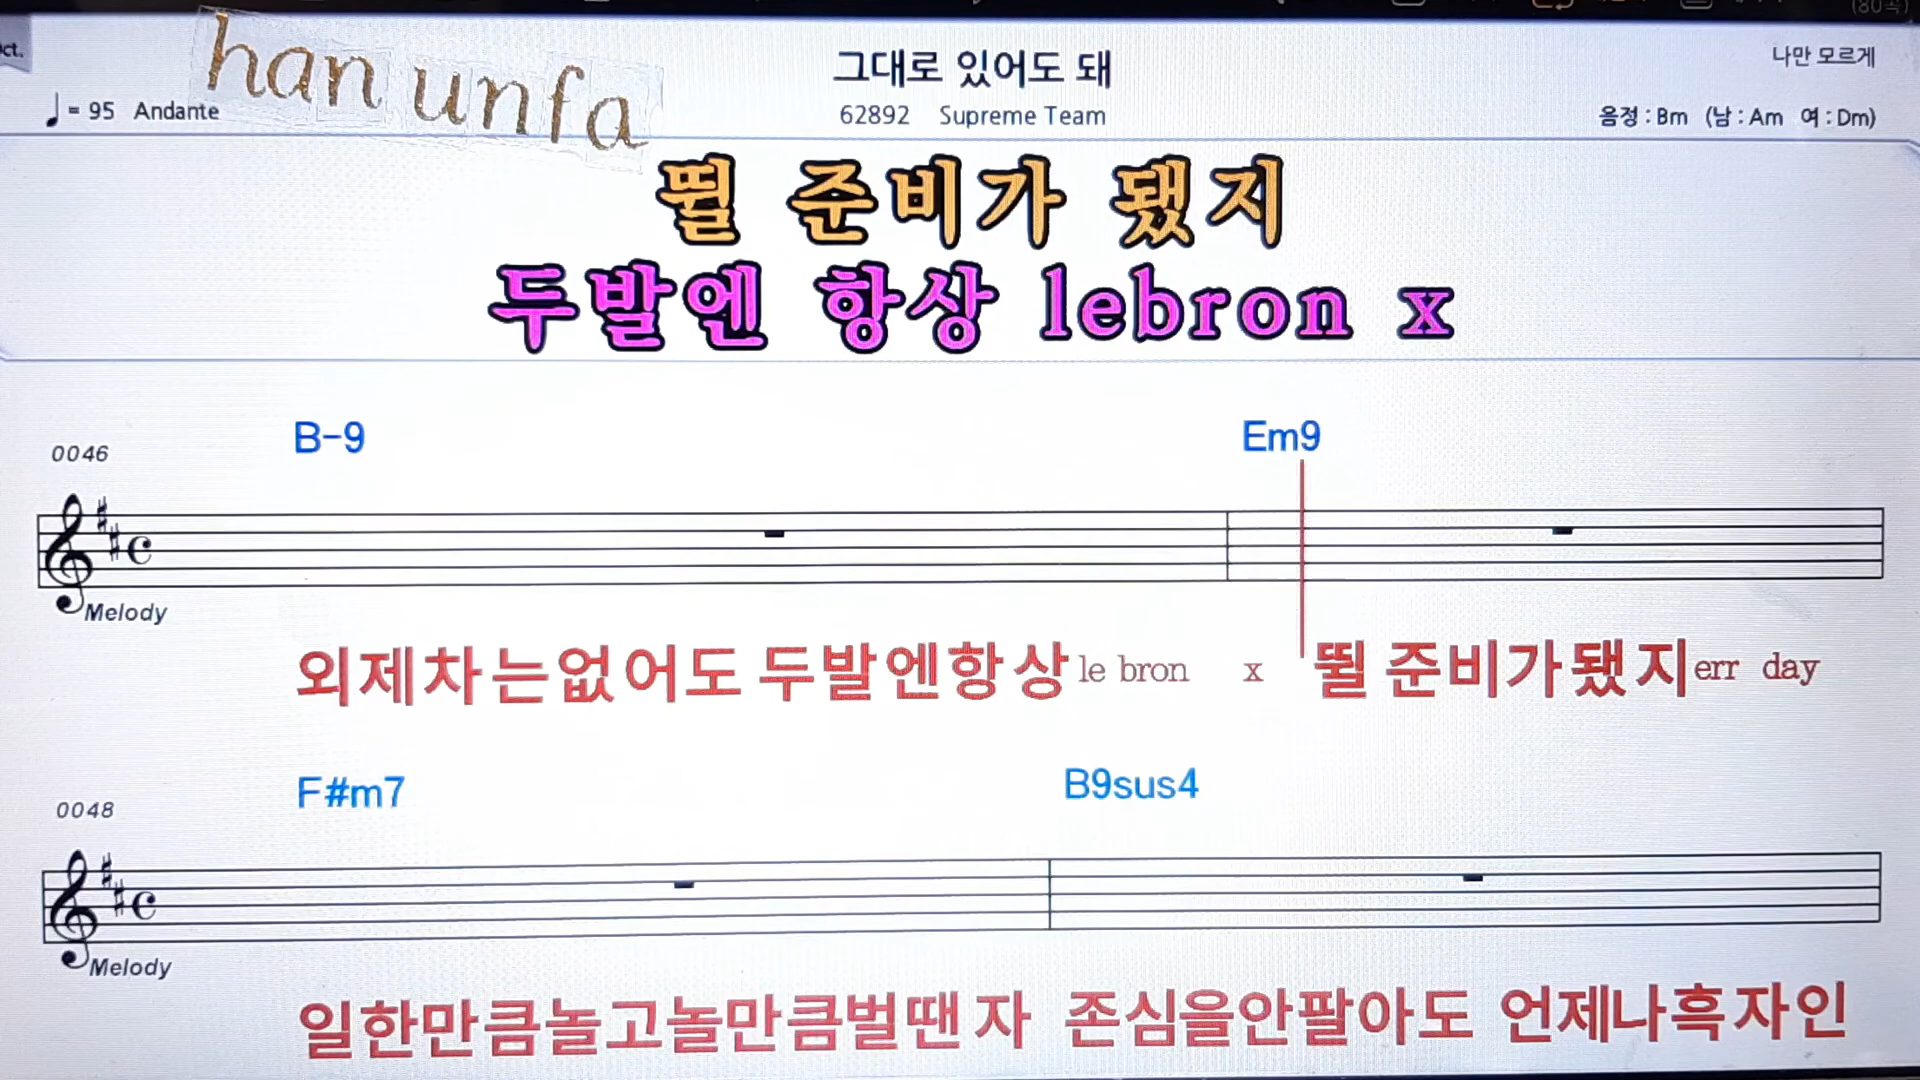 ct.
han unfa
그대로 있어도 돼
나만 모르게
♩ = 95 Andante
62892 Supreme Team
음정 : Bm (남 : Am 여 : Dm)
뛸 준비가 됐지
두발엔 항상 lebron x
B-9 Em9
0046
Melody
외제차는없어도 두발엔항상 le bron x 뛸 준비가됐지 err day
F#m7 B9sus4
0048
Melody
일한만큼놀고놀만큼벌땐 자 존심을안팔아도 언제나흑자인